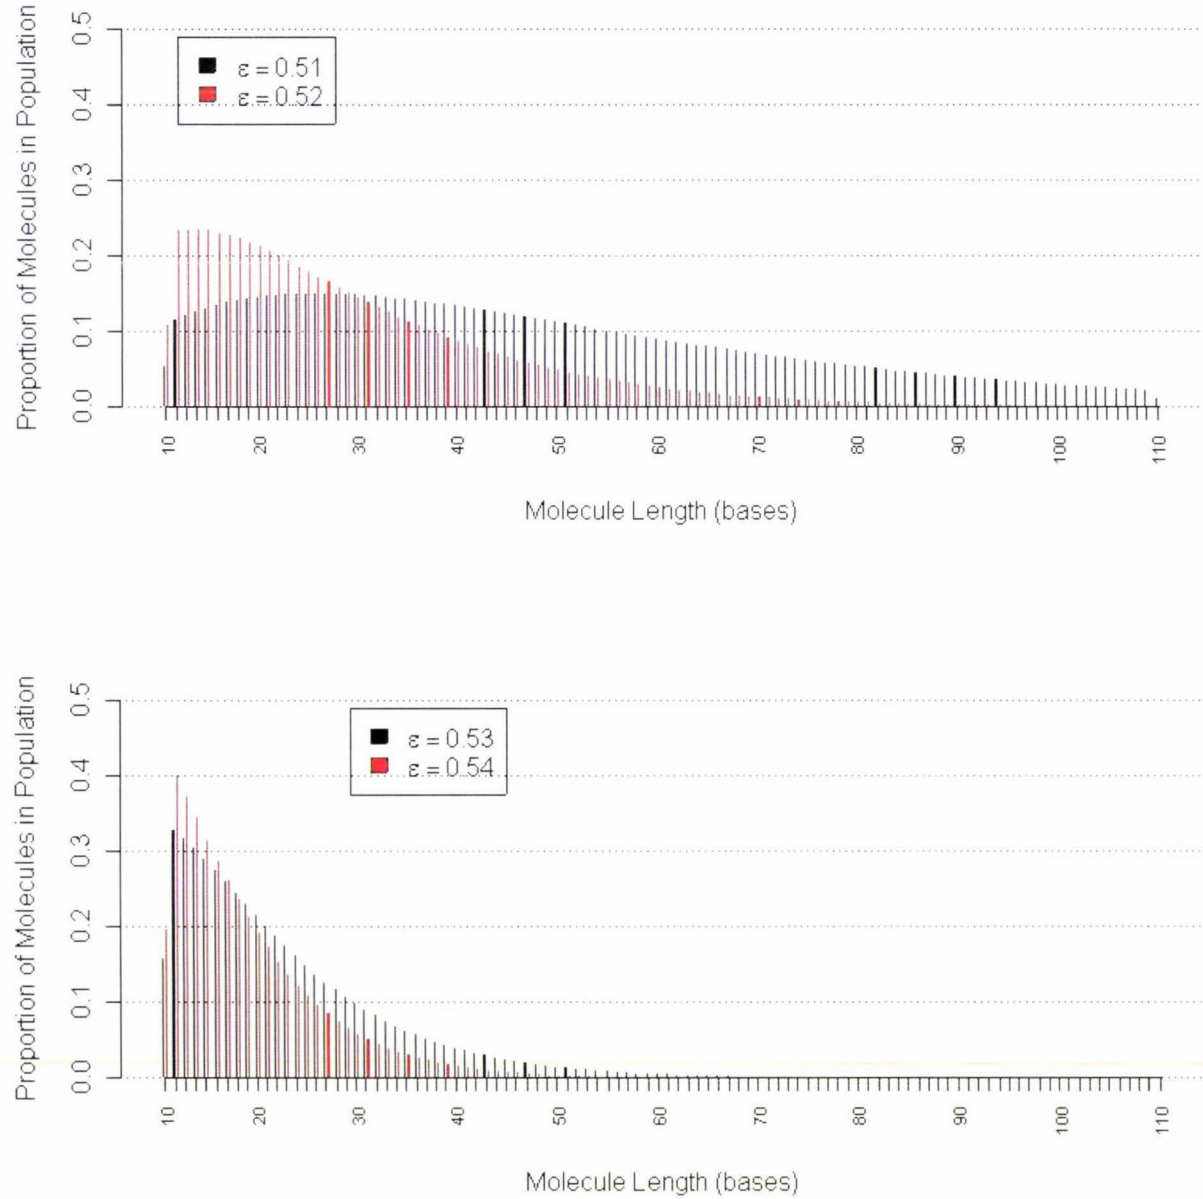 Proportion of Molecules in Population
0.5
0.4
0.3
0.2
0.1
0.0
ε = 0.51
ε = 0.52
10 20 30 40 50 60 70 80 90 100 110
Molecule Length (bases)
Proportion of Molecules in Population
0.5
0.4
0.3
0.2
0.1
0.0
ε = 0.53
ε = 0.54
10 20 30 40 50 60 70 80 90 100 110
Molecule Length (bases)